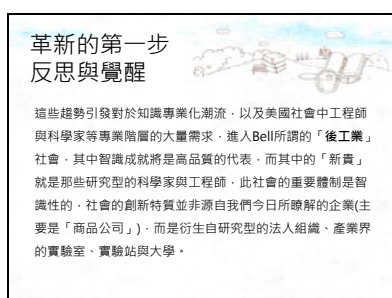 革新的第一步
反思與覺醒
這些趨勢引發對於知識專業化潮流，以及美國社會中工程師
與科學家等專業階層的大量需求，進入Bell所謂的「後工業」
社會，其中智識成就將是高品質的代表，而其中的「新貴」
就是那些研究型的科學家與工程師，此社會的重要體制是智
識性的，社會的創新特質並非源自我們今日所瞭解的企業(主
要是「商品公司」)，而是衍生自研究型的法人組織、產業界
的實驗室、實驗站與大學。